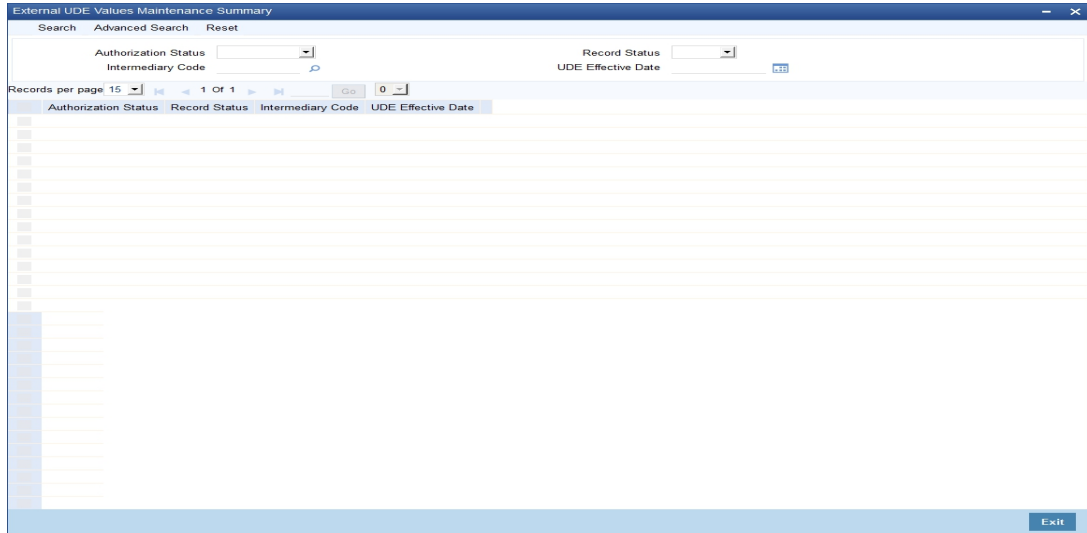 External UDE Values Maintenance Summary
Search Advanced Search Reset
Authorization Status Record Status
Intermediary Code UDE Effective Date
Records per page 15 1 Of 1 Go 0
Authorization Status Record Status Intermediary Code UDE Effective Date
Exit